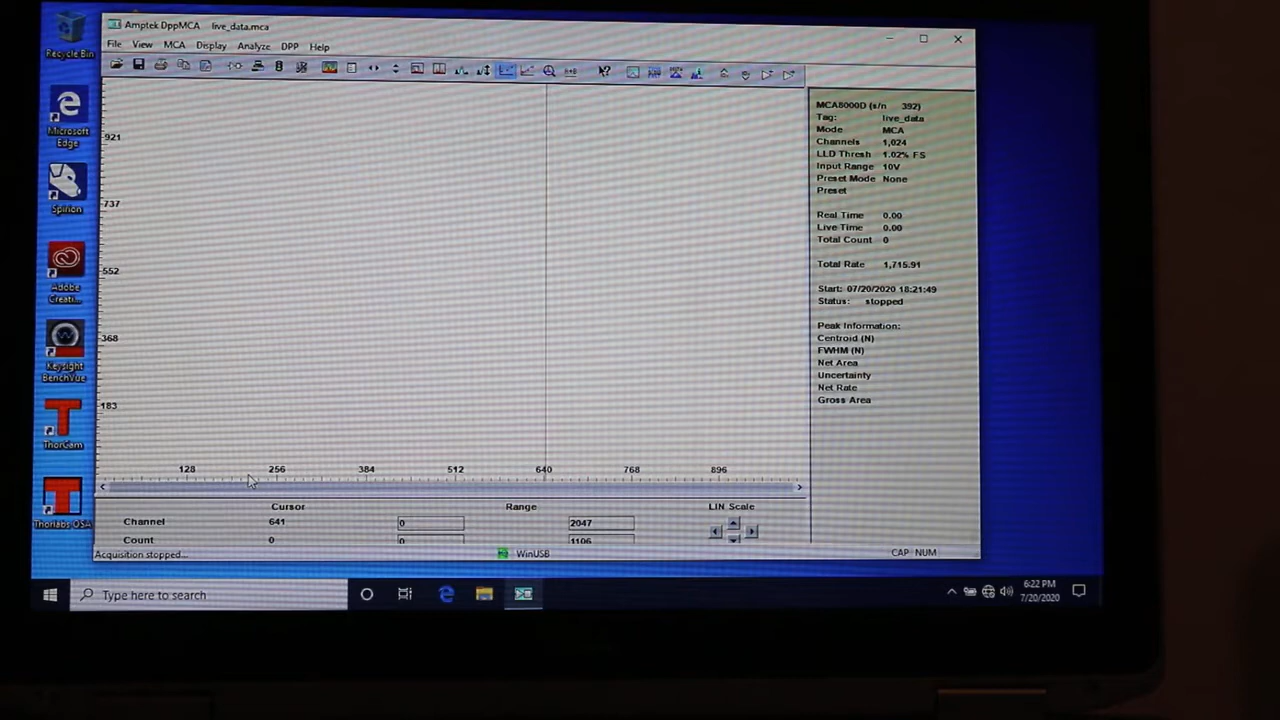 Recycle Bin
Microsoft
Edge
Spirion
Adobe
Creati...
Keysight
BenchVue
ThorCam
Thorlabs OSA
Amptek DppMCA live_data.mca
File View MCA Display Analyze DPP Help
921
737
552
368
183
128 256 384 512 640 768 896
MCA8000D (s/n 392)
Tag: live_data
Mode MCA
Channels 1,024
LLD Thresh 1.02% FS
Input Range 10V
Preset Mode None
Preset
Real Time 0.00
Live Time 0.00
Total Count 0
Total Rate 1,715.91
Start: 07/20/2020 18:21:49
Status: stopped
Peak Information:
Centroid (N)
FWHM (N)
Net Area
Uncertainty
Net Rate
Gross Area
Cursor Range LIN Scale
Channel 641 0 2047
Count 0 0 1106
Acquisition stopped... WinUSB CAP NUM
Type here to search
6:22 PM
7/20/2020